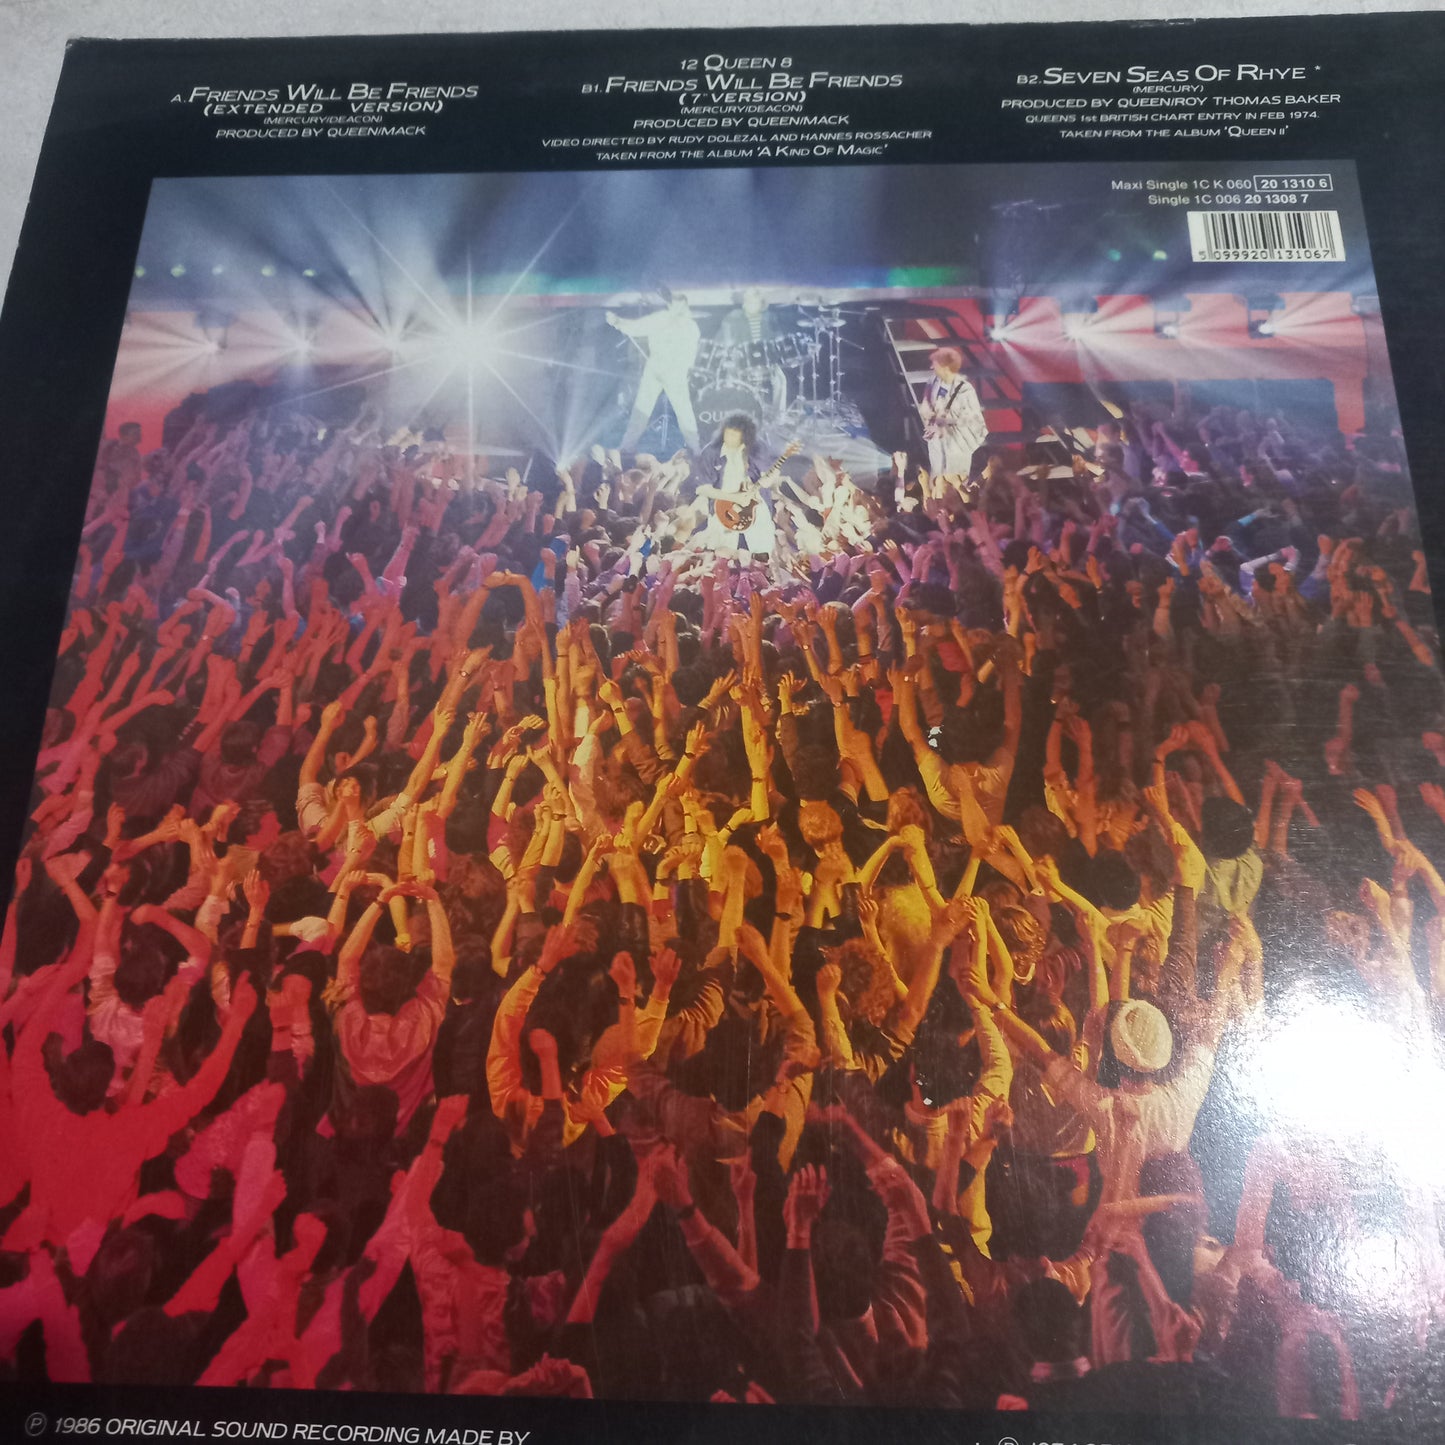 A. FRIENDS WILL BE FRIENDS
(EXTENDED VERSION)
(MERCURY/DEACON)
PRODUCED BY QUEEN/MACK
12 QUEEN 8
B1. FRIENDS WILL BE FRIENDS
(7" VERSION)
(MERCURY/DEACON)
PRODUCED BY QUEEN/MACK
VIDEO DIRECTED BY RUDY DOLEZAL AND HANNES ROSSACHER
TAKEN FROM THE ALBUM 'A KIND OF MAGIC'
B2. SEVEN SEAS OF RHYE *
(MERCURY)
PRODUCED BY QUEEN/ROY THOMAS BAKER
QUEENS 1st BRITISH CHART ENTRY IN FEB 1974.
TAKEN FROM THE ALBUM 'QUEEN II'
Maxi Single 1C K 060 20 1310 6
Single 1C 006 20 1308 7
5 099920 131067
QUEEN
℗ 1986 ORIGINAL SOUND RECORDING MADE BY